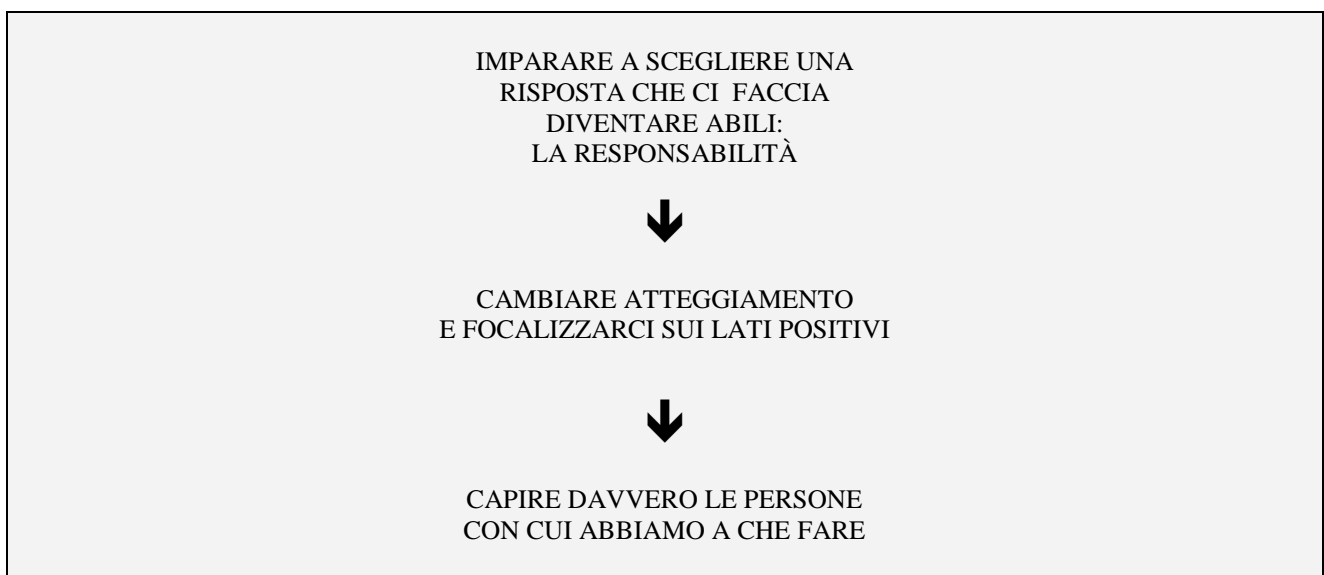 IMPARARE A SCEGLIERE UNA
RISPOSTA CHE CI FACCIA
DIVENTARE ABILI:
LA RESPONSABILITÀ
CAMBIARE ATTEGGIAMENTO
E FOCALIZZARCI SUI LATI POSITIVI
CAPIRE DAVVERO LE PERSONE
CON CUI ABBIAMO A CHE FARE